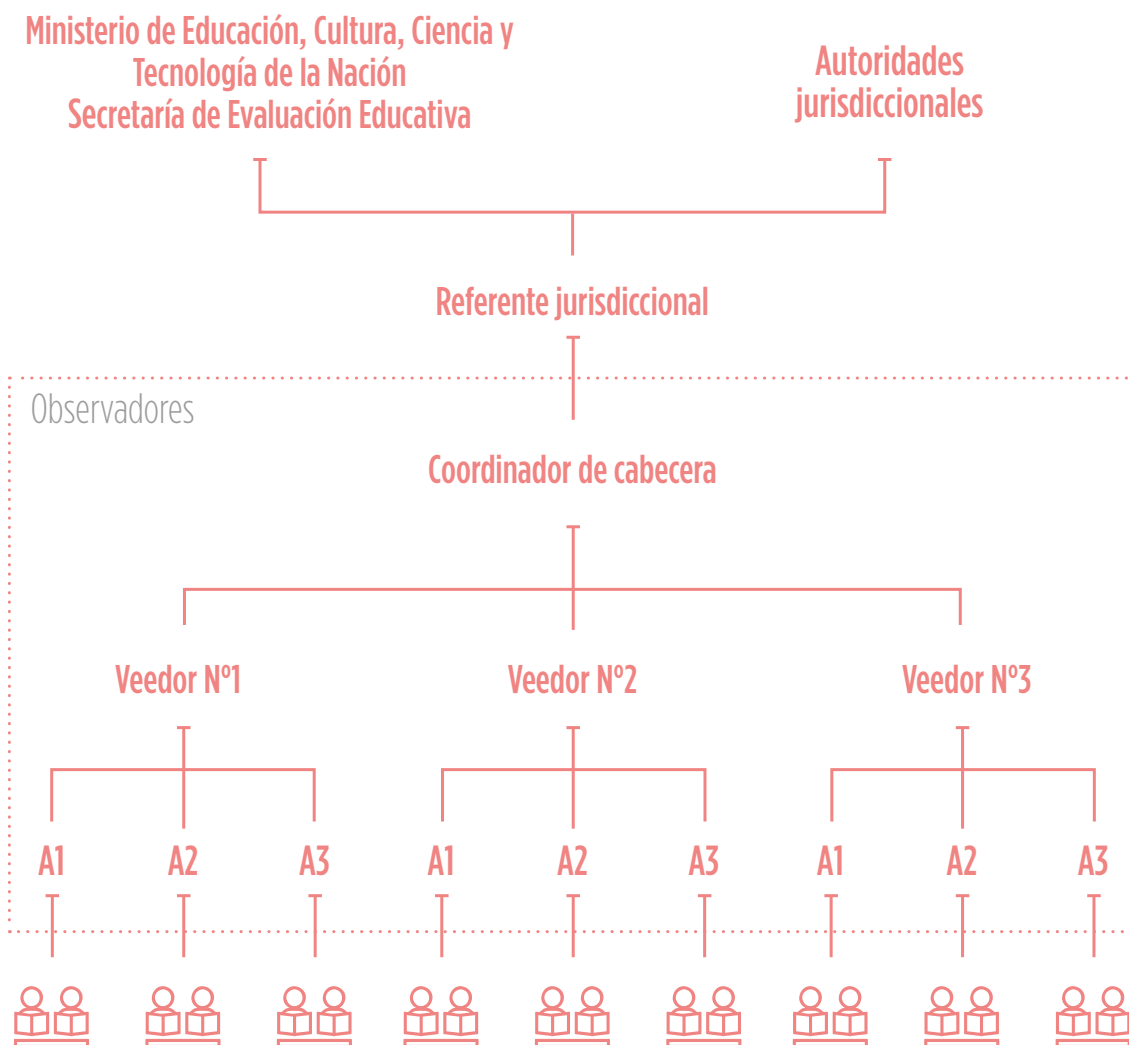 Ministerio de Educación, Cultura, Ciencia y
Tecnología de la Nación
Secretaría de Evaluación Educativa
Autoridades
jurisdiccionales
Referente jurisdiccional
Observadores
Coordinador de cabecera
Veedor Nº1
Veedor Nº2
Veedor Nº3
A1
A2
A3
A1
A2
A3
A1
A2
A3